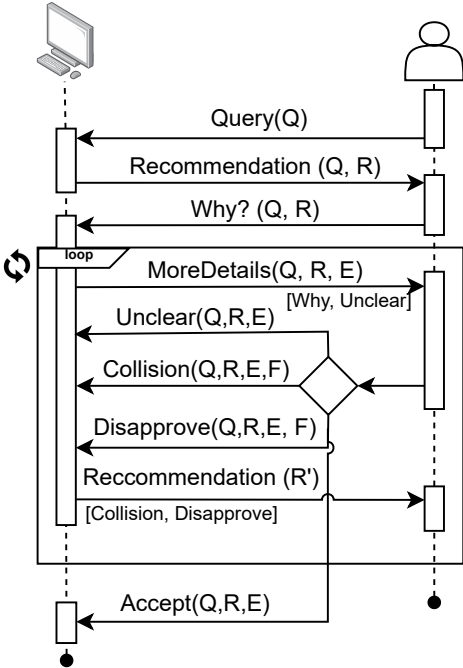 Query(Q)
Recommendation (Q, R)
Why? (Q, R)
loop
MoreDetails(Q, R, E)
[Why, Unclear]
Unclear(Q,R,E)
Collision(Q,R,E,F)
Disapprove(Q,R,E, F)
Reccommendation (R')
[Collision, Disapprove]
Accept(Q,R,E)